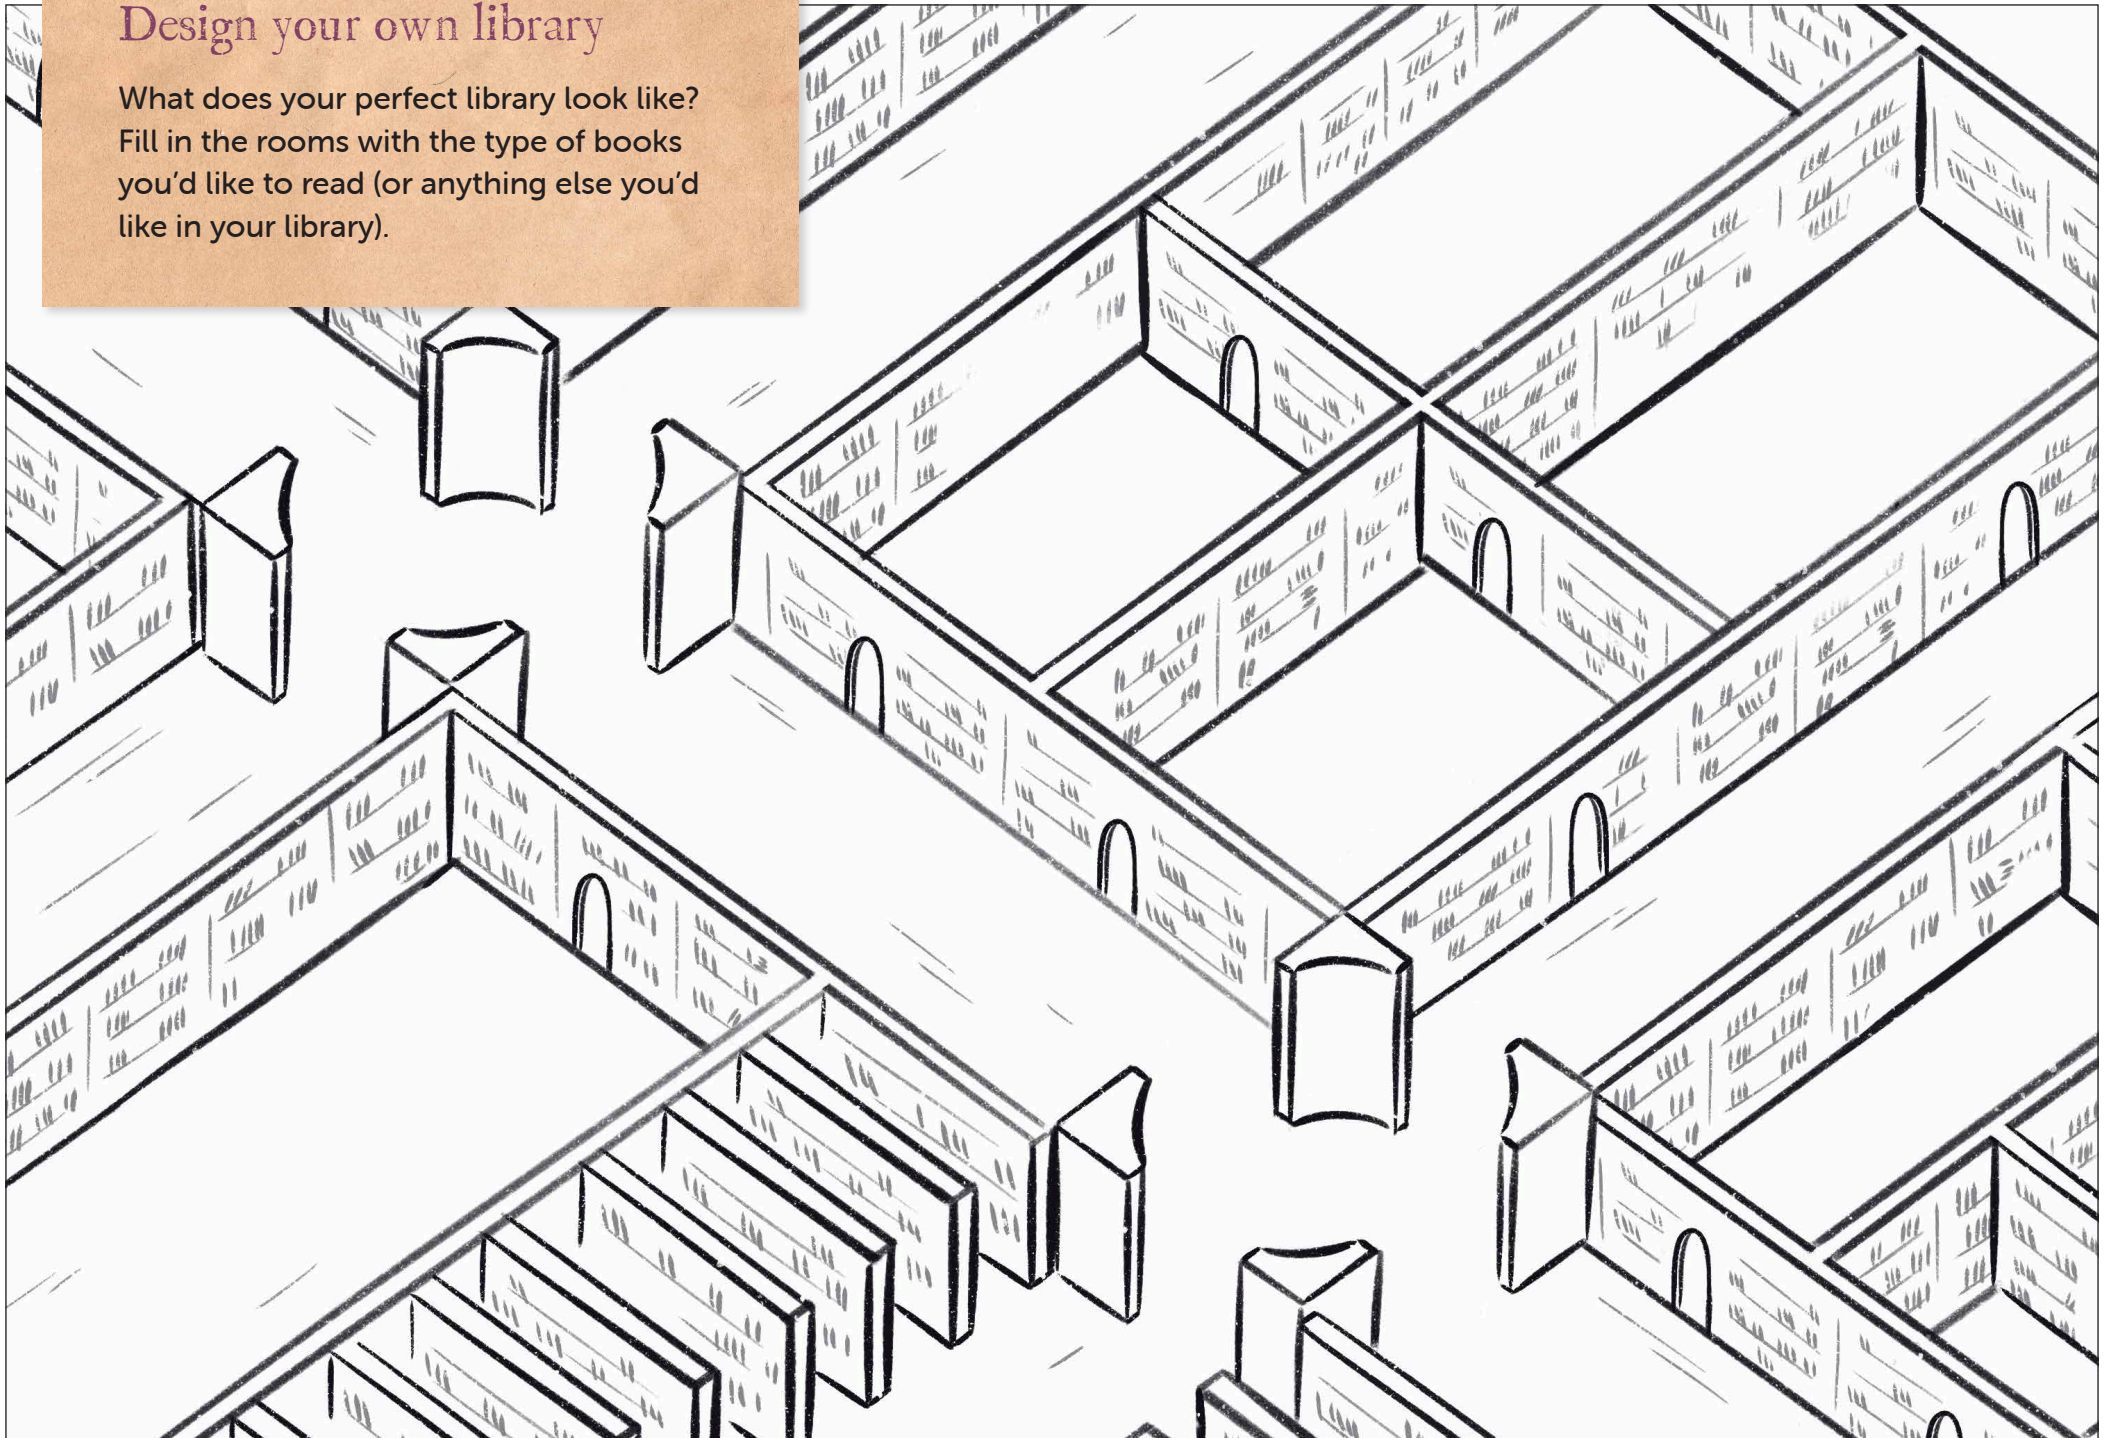 Design your own library
What does your perfect library look like?
Fill in the rooms with the type of books
you’d like to read (or anything else you’d
like in your library).